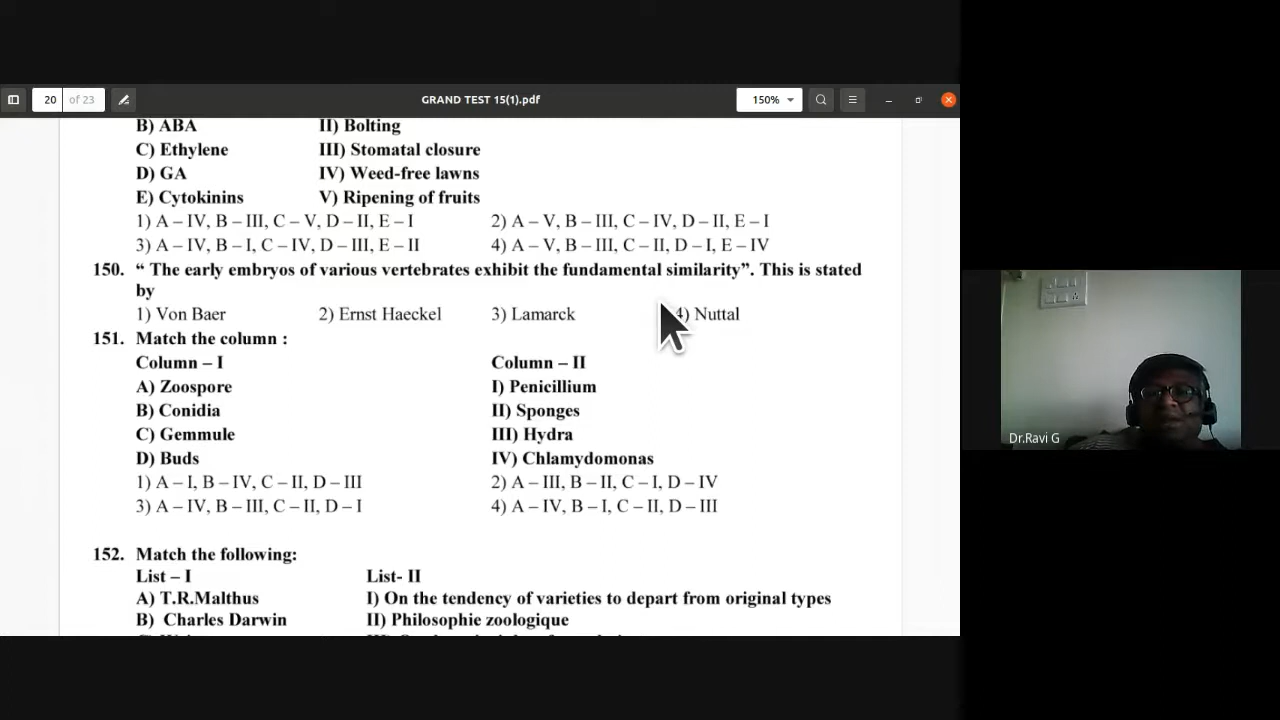 20 of 23
GRAND TEST 15(1).pdf
150%
B) ABA II) Bolting
C) Ethylene III) Stomatal closure
D) GA IV) Weed-free lawns
E) Cytokinins V) Ripening of fruits
1) A – IV, B – III, C – V, D – II, E – I 2) A – V, B – III, C – IV, D – II, E – I
3) A – IV, B – I, C – IV, D – III, E – II 4) A – V, B – III, C – II, D – I, E – IV
150. “ The early embryos of various vertebrates exhibit the fundamental similarity”. This is stated
by
1) Von Baer 2) Ernst Haeckel 3) Lamarck 4) Nuttal
151. Match the column :
Column – I Column – II
A) Zoospore I) Penicillium
B) Conidia II) Sponges
C) Gemmule III) Hydra
D) Buds IV) Chlamydomonas
1) A – I, B – IV, C – II, D – III 2) A – III, B – II, C – I, D – IV
3) A – IV, B – III, C – II, D – I 4) A – IV, B – I, C – II, D – III
152. Match the following:
List – I List- II
A) T.R.Malthus I) On the tendency of varieties to depart from original types
B) Charles Darwin II) Philosophie zoologique
Dr.Ravi G